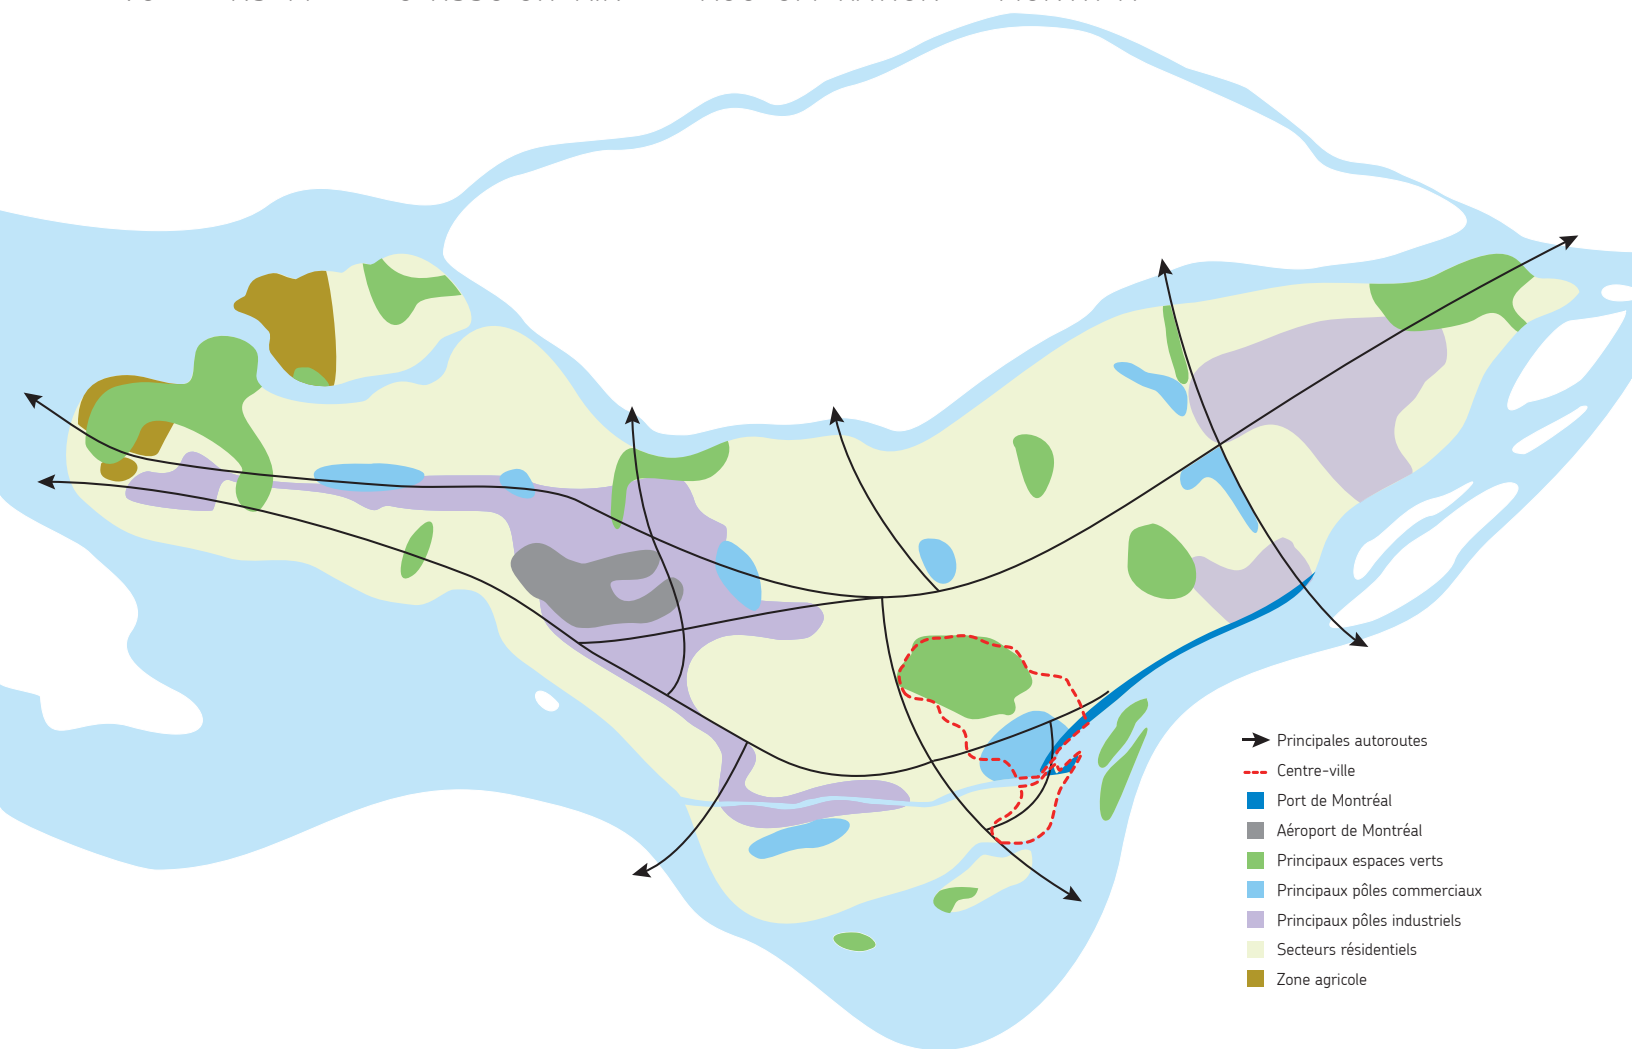 Principales autoroutes
Centre-ville
Port de Montréal
Aéroport de Montréal
Principaux espaces verts
Principaux pôles commerciaux
Principaux pôles industriels
Secteurs résidentiels
Zone agricole